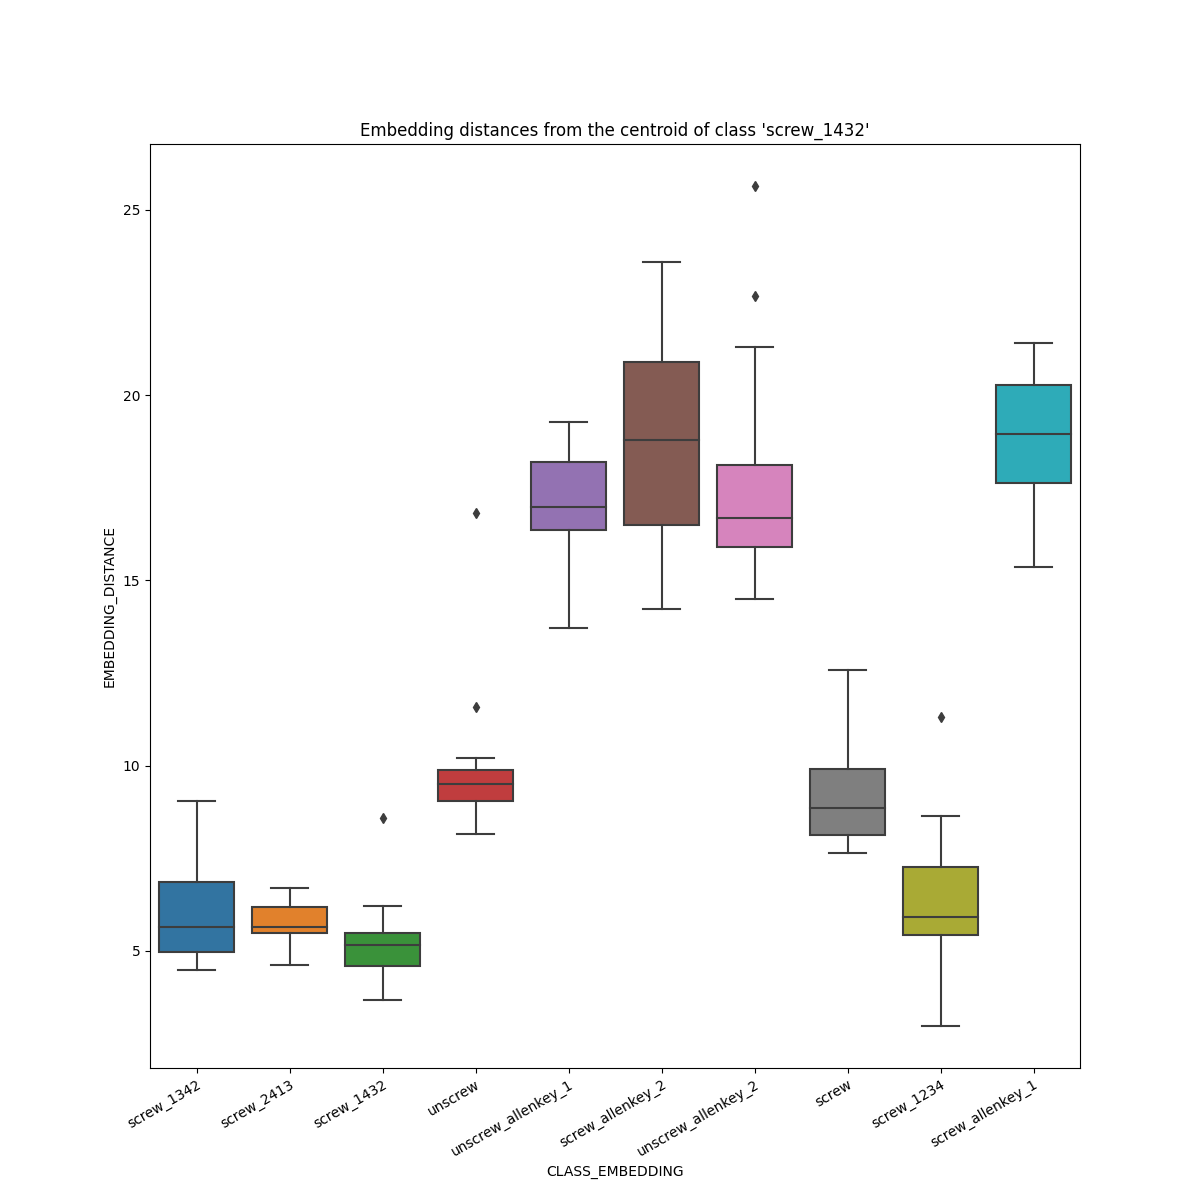 Embedding distances from the centroid of class 'screw_1432'
25
20
15
10
5
EMBEDDING_DISTANCE
screw_1342
screw_2413
screw_1432
unscrew
unscrew_allenkey_1
screw_allenkey_2
unscrew_allenkey_2
screw
screw_1234
screw_allenkey_1
CLASS_EMBEDDING